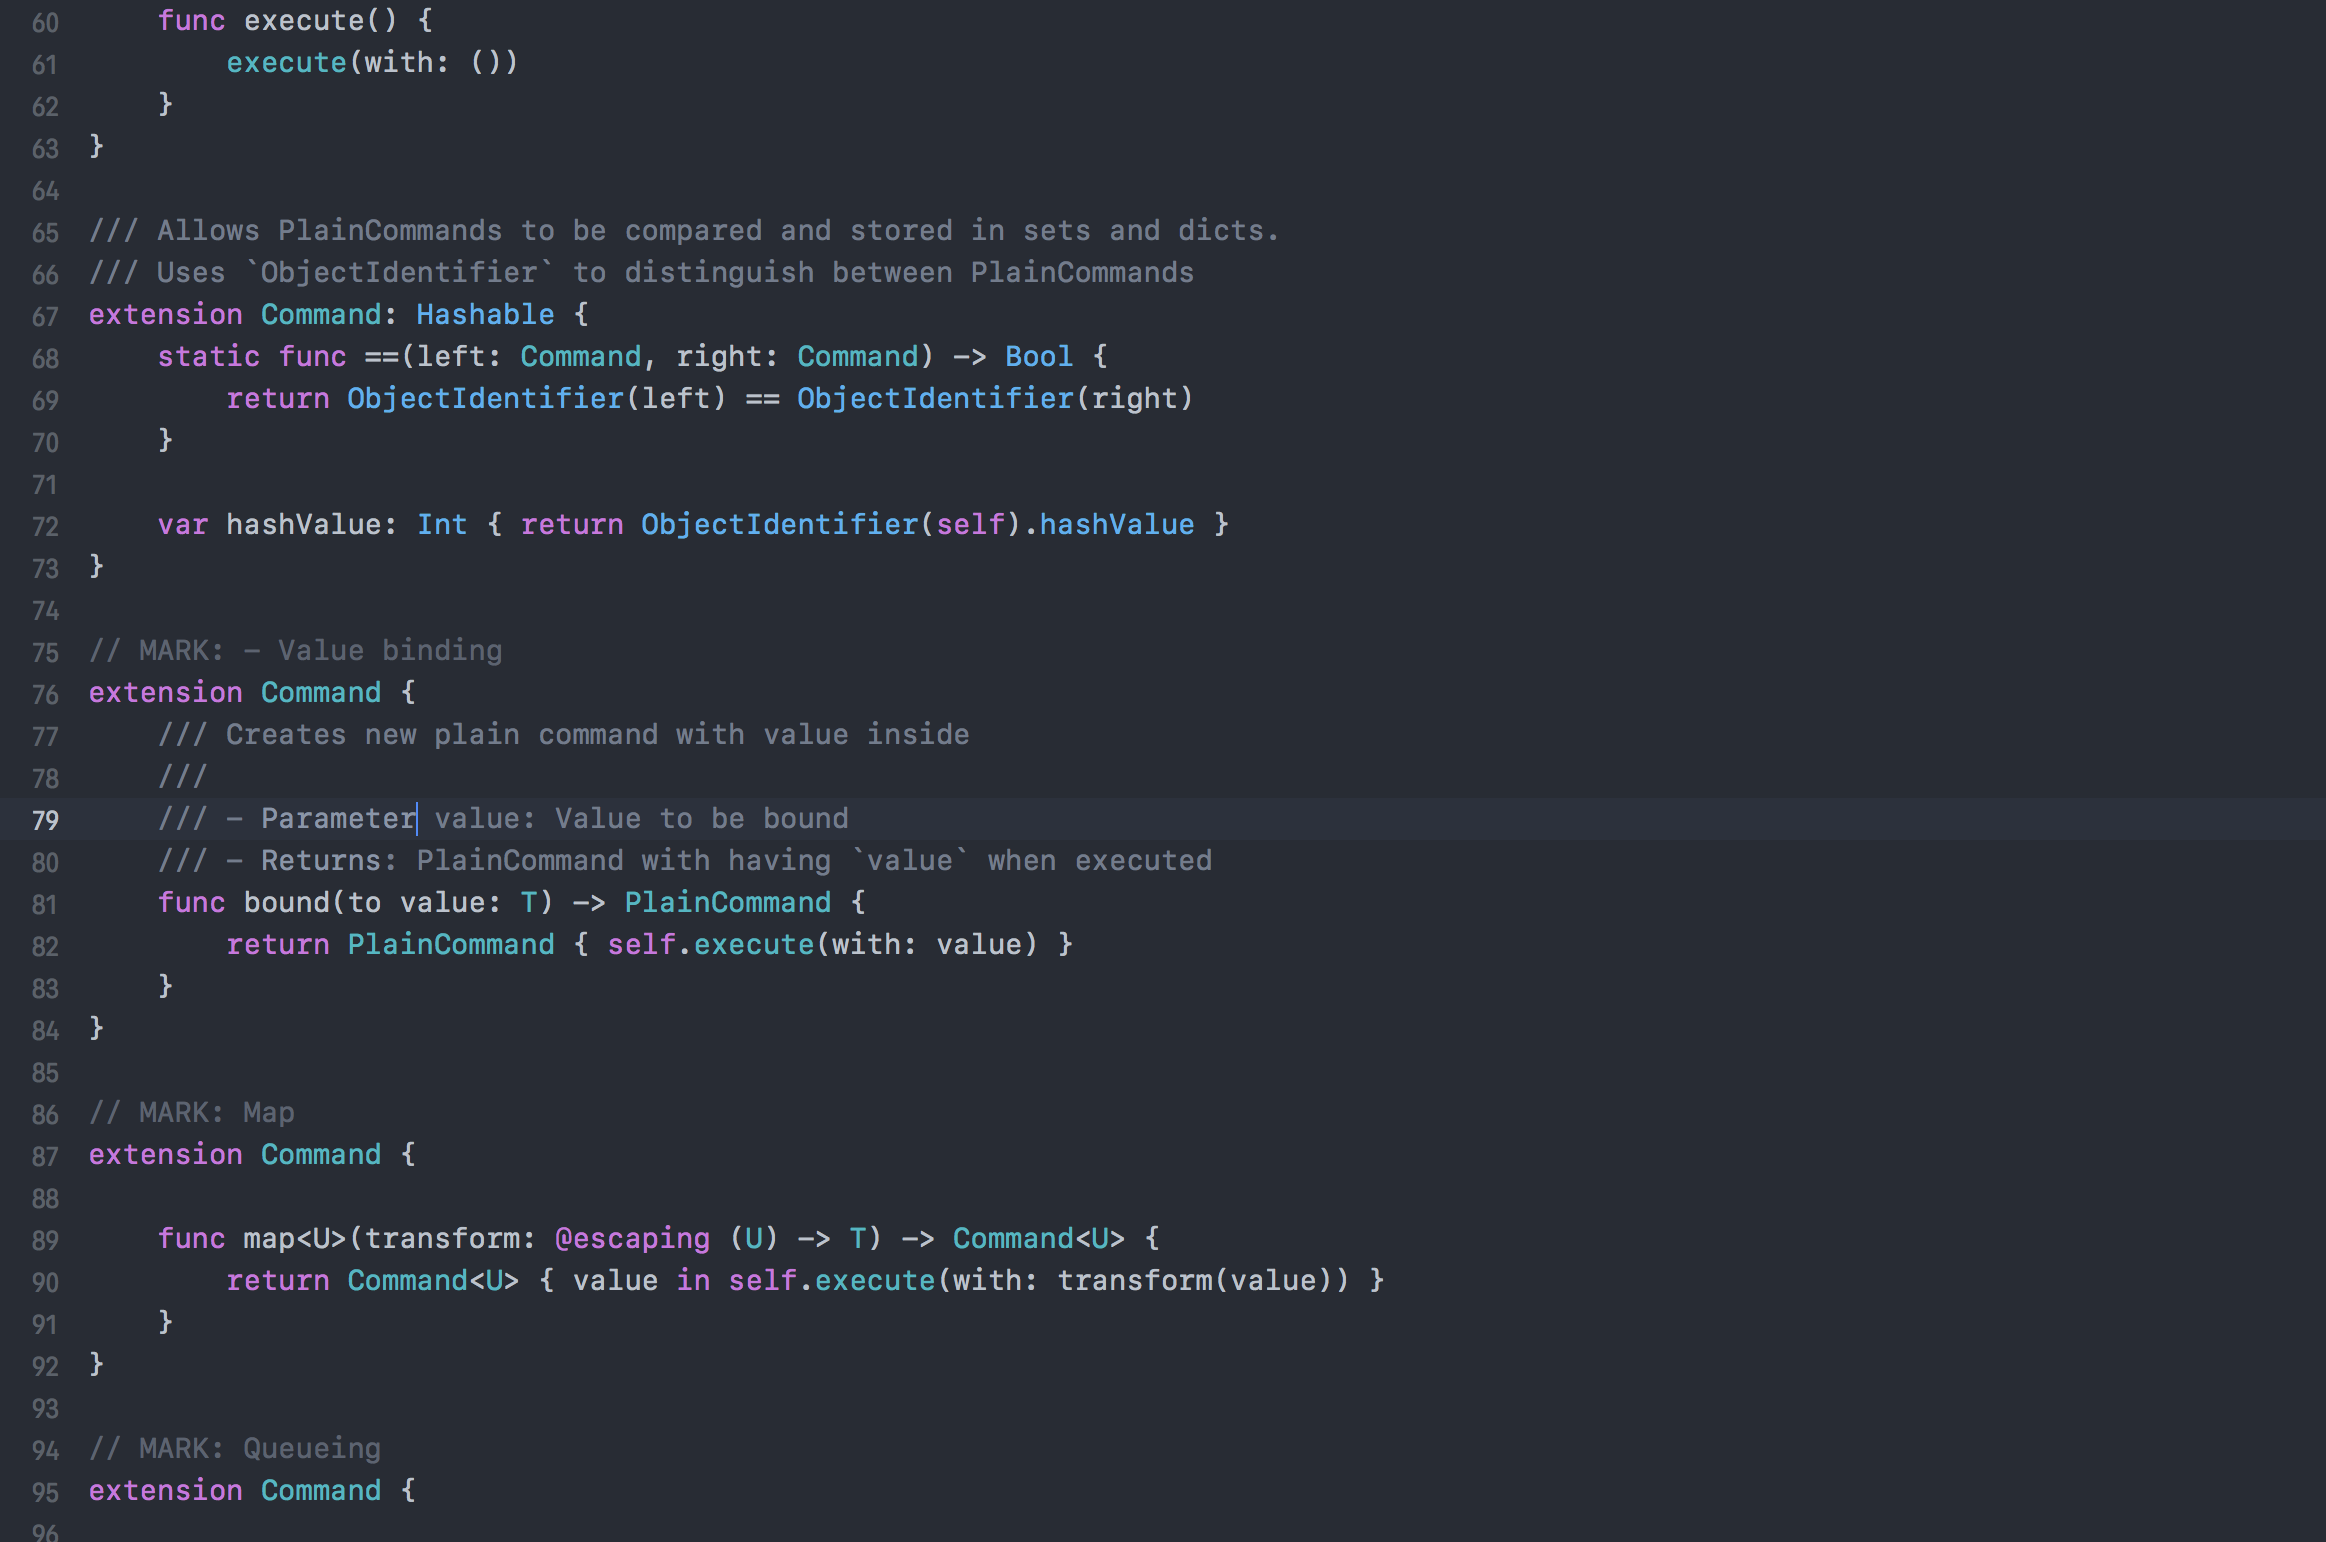 60     func execute() {
61         execute(with: ())
62     }
63 }
64
65 /// Allows PlainCommands to be compared and stored in sets and dicts.
66 /// Uses `ObjectIdentifier` to distinguish between PlainCommands
67 extension Command: Hashable {
68     static func ==(left: Command, right: Command) -> Bool {
69         return ObjectIdentifier(left) == ObjectIdentifier(right)
70     }
71
72     var hashValue: Int { return ObjectIdentifier(self).hashValue }
73 }
74
75 // MARK: - Value binding
76 extension Command {
77     /// Creates new plain command with value inside
78     ///
79     /// - Parameter value: Value to be bound
80     /// - Returns: PlainCommand with having `value` when executed
81     func bound(to value: T) -> PlainCommand {
82         return PlainCommand { self.execute(with: value) }
83     }
84 }
85
86 // MARK: Map
87 extension Command {
88
89     func map<U>(transform: @escaping (U) -> T) -> Command<U> {
90         return Command<U> { value in self.execute(with: transform(value)) }
91     }
92 }
93
94 // MARK: Queueing
95 extension Command {
96